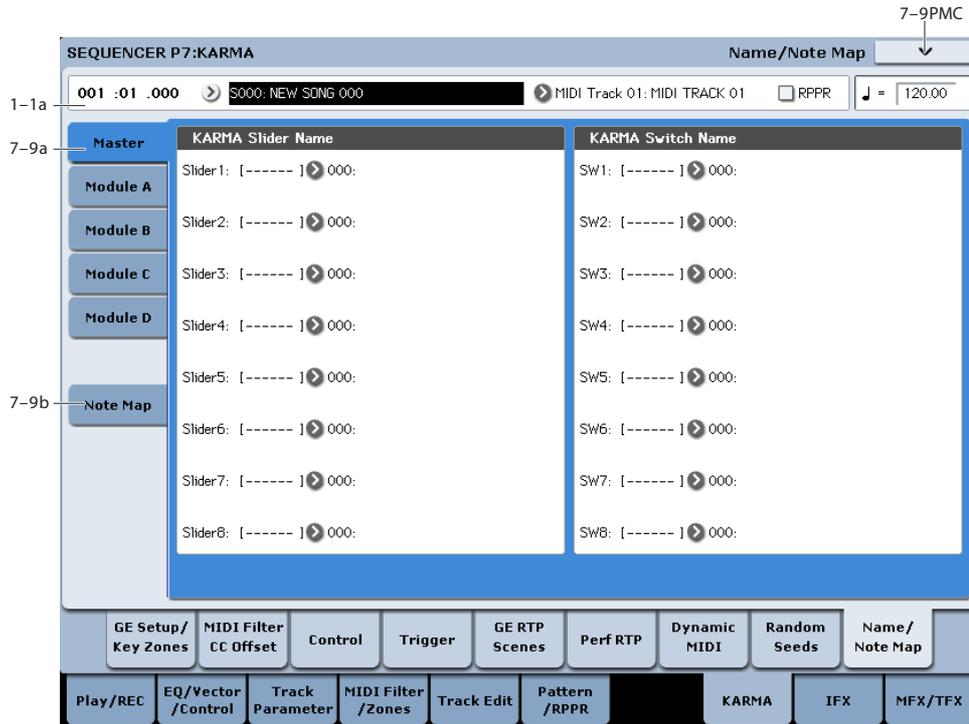 7–9PMC
SEQUENCER P7:KARMA
Name/Note Map
1–1a
001 :01 .000
S000: NEW SONG 000
MIDI Track 01: MIDI TRACK 01
RPPR
♩ = 120.00
7–9a
Master
KARMA Slider Name
KARMA Switch Name
Slider1: [------ ] 000:
SW1: [------ ] 000:
Module A
Slider2: [------ ] 000:
SW2: [------ ] 000:
Module B
Slider3: [------ ] 000:
SW3: [------ ] 000:
Module C
Slider4: [------ ] 000:
SW4: [------ ] 000:
Module D
Slider5: [------ ] 000:
SW5: [------ ] 000:
7–9b
Note Map
Slider6: [------ ] 000:
SW6: [------ ] 000:
Slider7: [------ ] 000:
SW7: [------ ] 000:
Slider8: [------ ] 000:
SW8: [------ ] 000:
GE Setup/
Key Zones
MIDI Filter
CC Offset
Control
Trigger
GE RTP
Scenes
Perf RTP
Dynamic
MIDI
Random
Seeds
Name/
Note Map
Play/REC
EQ/Vector
/Control
Track
Parameter
MIDI Filter
/Zones
Track Edit
Pattern
/RPPR
KARMA
IFX
MFX/TFX